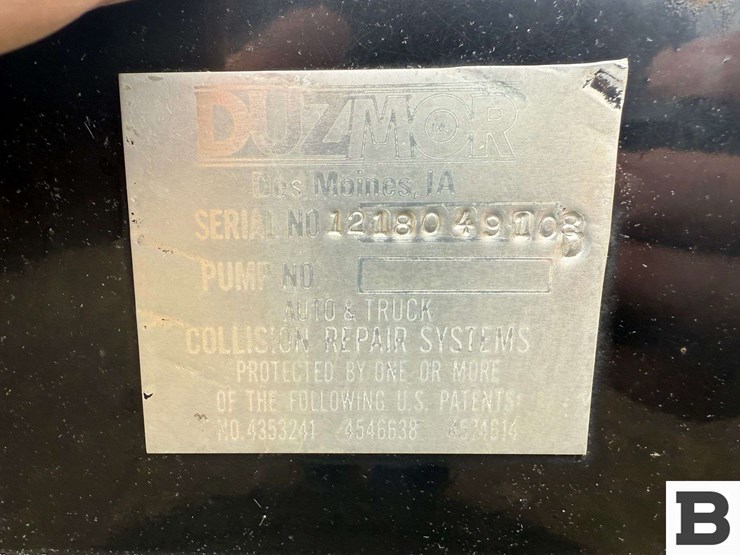 DUZMOR
Des Moines, IA
SERIAL NO 1218049108
PUMP NO
AUTO & TRUCK
COLLISION REPAIR SYSTEMS
PROTECTED BY ONE OR MORE
OF THE FOLLOWING U.S. PATENTS
NO. 4353241 4546638 4574614
B